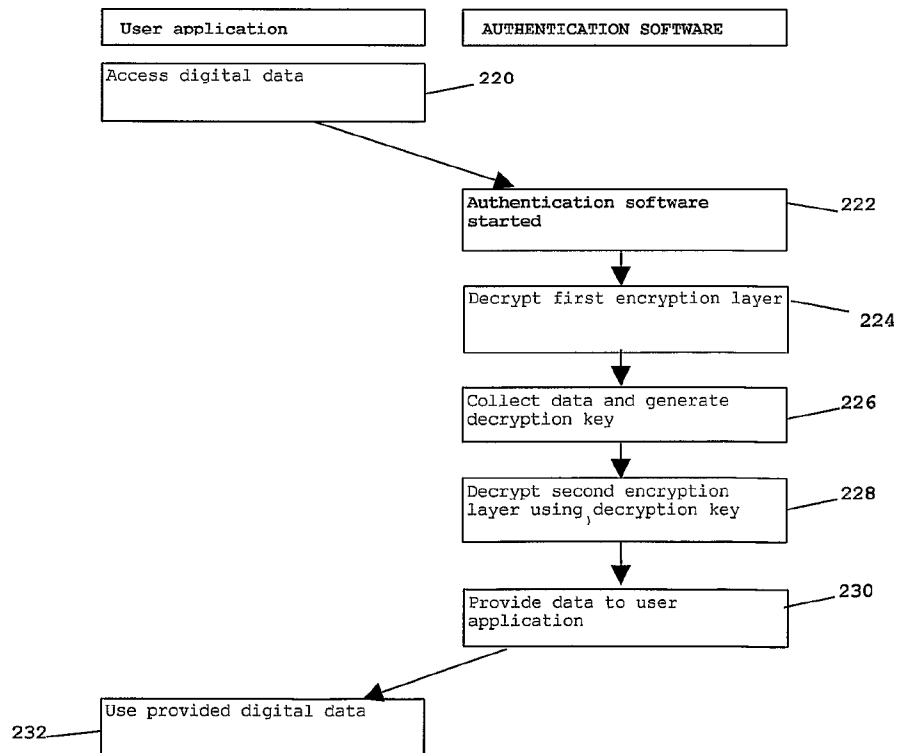 User application
AUTHENTICATION SOFTWARE
Access digital data
220
Authentication software
started
222
Decrypt first encryption layer
224
Collect data and generate
decryption key
226
Decrypt second encryption
layer using decryption key
228
Provide data to user
application
230
Use provided digital data
232